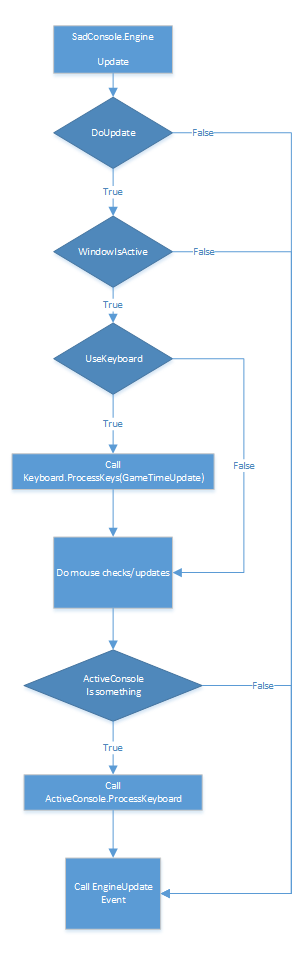 SadConsole.Engine
Update
DoUpdate
False
True
WindowIsActive
False
True
UseKeyboard
True
False
Call
Keyboard.ProcessKeys(GameTimeUpdate)
Do mouse checks/updates
ActiveConsole
Is something
False
True
Call
ActiveConsole.ProcessKeyboard
Call EngineUpdate
Event